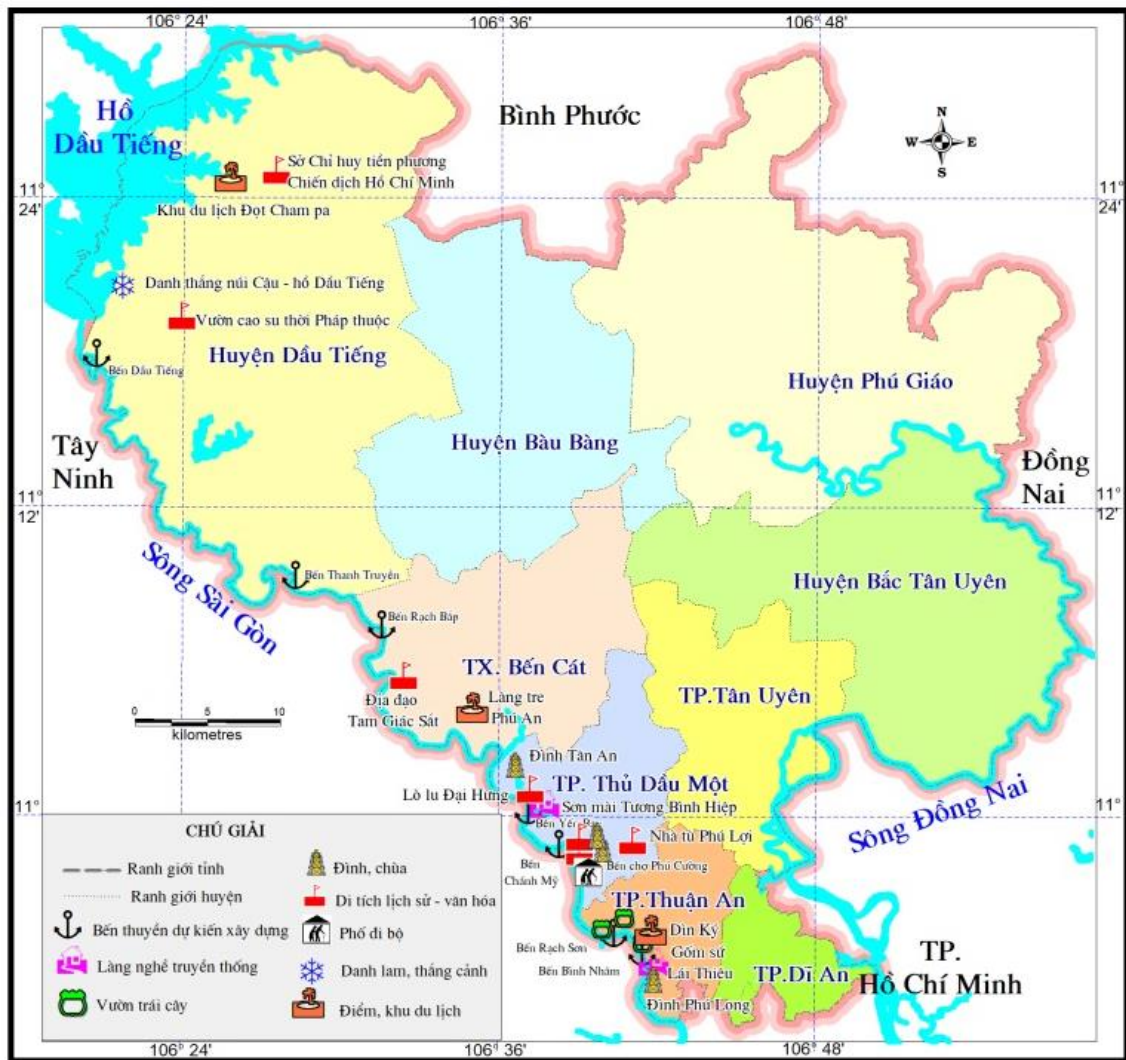 106° 24'
106° 36'
106° 48'
Hồ
Dầu Tiếng
Bình Phước
N
W
E
S
Sở Chỉ huy tiền phương
Chiến dịch Hồ Chí Minh
11°
24'
11°
24'
Khu du lịch Đọt Cham pa
Danh thắng núi Cậu - hồ Dầu Tiếng
Vườn cao su thời Pháp thuộc
Huyện Dầu Tiếng
Bến Dầu Tiếng
Huyện Phú Giáo
Huyện Bàu Bàng
Tây
Ninh
Đồng
Nai
11°
12'
11°
12'
Sông Sài Gòn
Bến Thanh Truyền
Huyện Bắc Tân Uyên
Bến Rạch Bắp
TX. Bến Cát
TP.Tân Uyên
Địa đạo
Tam Giác Sắt
Làng tre
Phú An
0
5
10
kilometres
Đình Tân An
TP. Thủ Dầu Một
Lò lu Đại Hưng
Sơn mài Tương Bình Hiệp
Sông Đồng Nai
11°
11°
Nhà tù Phú Lợi
Bến
Chánh Mỹ
Bến chợ Phú Cường
TP.Thuận An
Dìn Ký
Gốm sứ
Lái Thiêu
Bến Rạch Sơn
Bến Bình Nhâm
Đình Phú Long
TP.Dĩ An
TP.
Hồ Chí Minh
CHÚ GIẢI
Ranh giới tỉnh
Ranh giới huyện
Bến thuyền dự kiến xây dựng
Làng nghề truyền thống
Vườn trái cây
Đình, chùa
Di tích lịch sử - văn hóa
Phố đi bộ
Danh lam, thắng cảnh
Điểm, khu du lịch
106° 24'
106° 36'
106° 48'